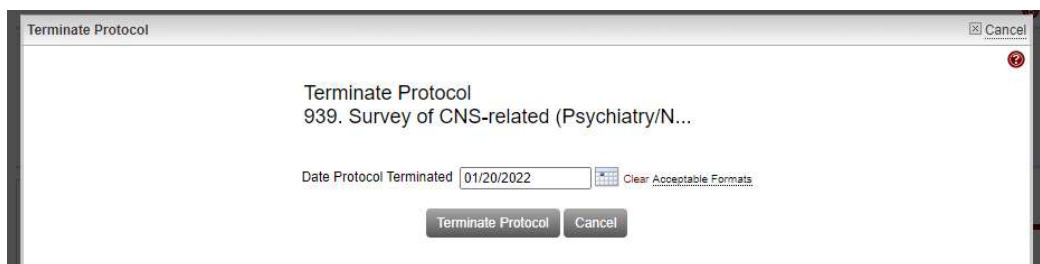 Terminate Protocol
Cancel
?
Terminate Protocol
939. Survey of CNS-related (Psychiatry/N...
Date Protocol Terminated 01/20/2022 Clear Acceptable Formats
Terminate Protocol Cancel